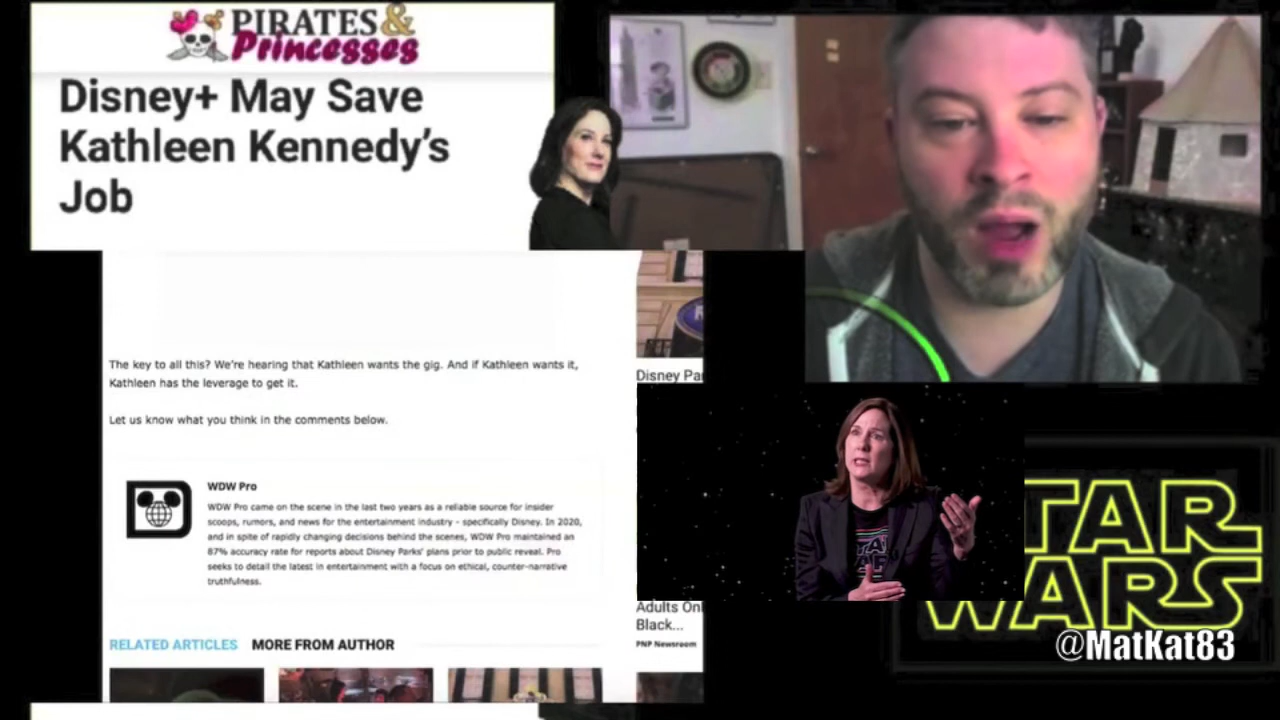 PIRATES &
Princesses
Disney+ May Save
Kathleen Kennedy's
Job
The key to all this? We're hearing that Kathleen wants the gig. And if Kathleen wants it,
Kathleen has the leverage to get it.
Let us know what you think in the comments below.
WDW Pro
WDW Pro came on the scene in the last two years as a reliable source for insider
scoops, rumors, and news for the entertainment industry - specifically Disney. In 2020,
and in spite of rapidly changing decisions behind the scenes, WDW Pro maintained an
87% accuracy rate for reports about Disney Parks' plans prior to public reveal. Pro
seeks to detail the latest in entertainment with a focus on ethical, counter-narrative
truthfulness.
RELATED ARTICLES MORE FROM AUTHOR
Disney Par
Adults Onl
Black...
PNP Newsroom
TAR
WARS
@MatKat83